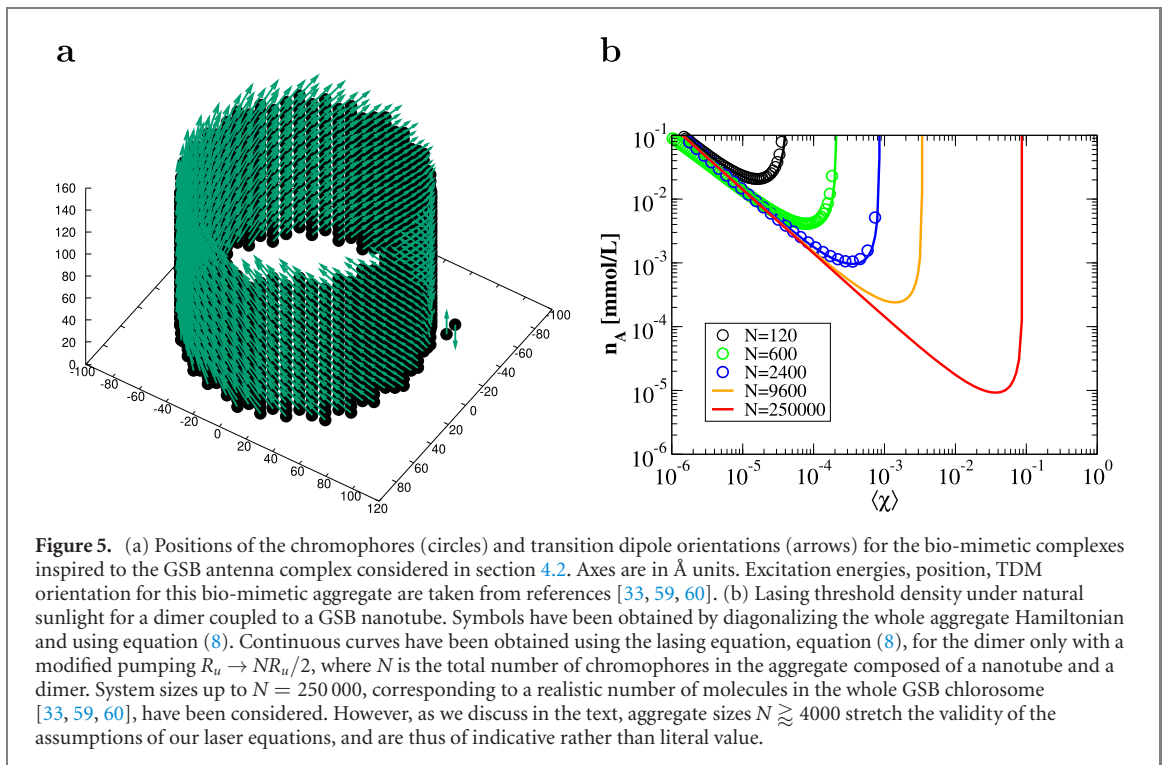 a
b
160
140
120
100
80
60
40
20
0
-100
-80
-60
-40
-20
0
20
40
60
80
100
120
-100
-80
-60
-40
-20
0
20
40
60
80
10⁻¹
10⁻²
10⁻³
10⁻⁴
10⁻⁵
10⁻⁶
n_A [mmol/L]
N=120
N=600
N=2400
N=9600
N=250000
10⁻⁶ 10⁻⁵ 10⁻⁴ 10⁻³ 10⁻² 10⁻¹ 10⁰
⟨χ⟩
Figure 5. (a) Positions of the chromophores (circles) and transition dipole orientations (arrows) for the bio-mimetic complexes
inspired to the GSB antenna complex considered in section 4.2. Axes are in Å units. Excitation energies, position, TDM
orientation for this bio-mimetic aggregate are taken from references [33, 59, 60]. (b) Lasing threshold density under natural
sunlight for a dimer coupled to a GSB nanotube. Symbols have been obtained by diagonalizing the whole aggregate Hamiltonian
and using equation (8). Continuous curves have been obtained using the lasing equation, equation (8), for the dimer only with a
modified pumping R_u → NR_u/2, where N is the total number of chromophores in the aggregate composed of a nanotube and a
dimer. System sizes up to N = 250 000, corresponding to a realistic number of molecules in the whole GSB chlorosome
[33, 59, 60], have been considered. However, as we discuss in the text, aggregate sizes N ⪆ 4000 stretch the validity of the
assumptions of our laser equations, and are thus of indicative rather than literal value.